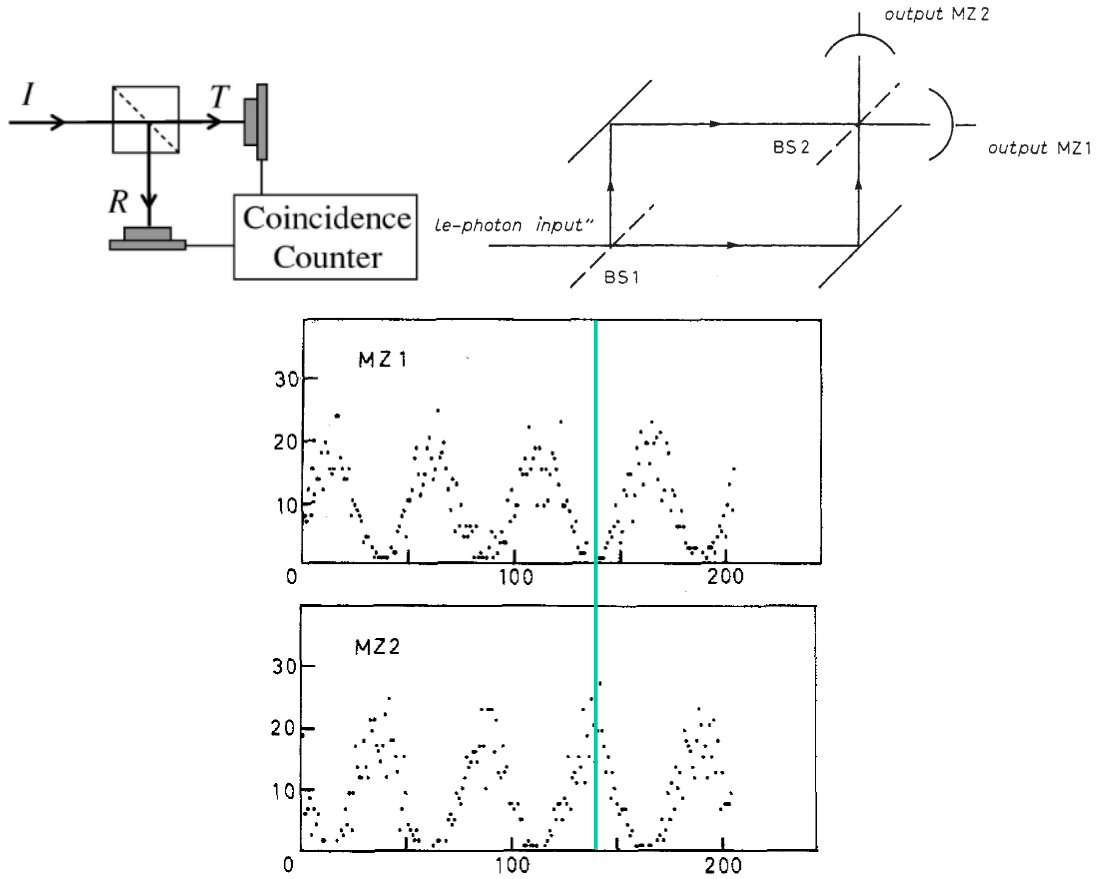 I
T
R
Coincidence
Counter
output MZ2
BS2
output MZ1
le-photon input"
BS1
MZ1
30
20
10
0
100
200
MZ2
30
20
10
0
100
200